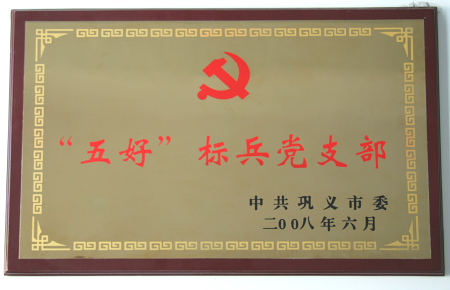 “五好”标兵党支部
中共巩义市委
二00八年六月